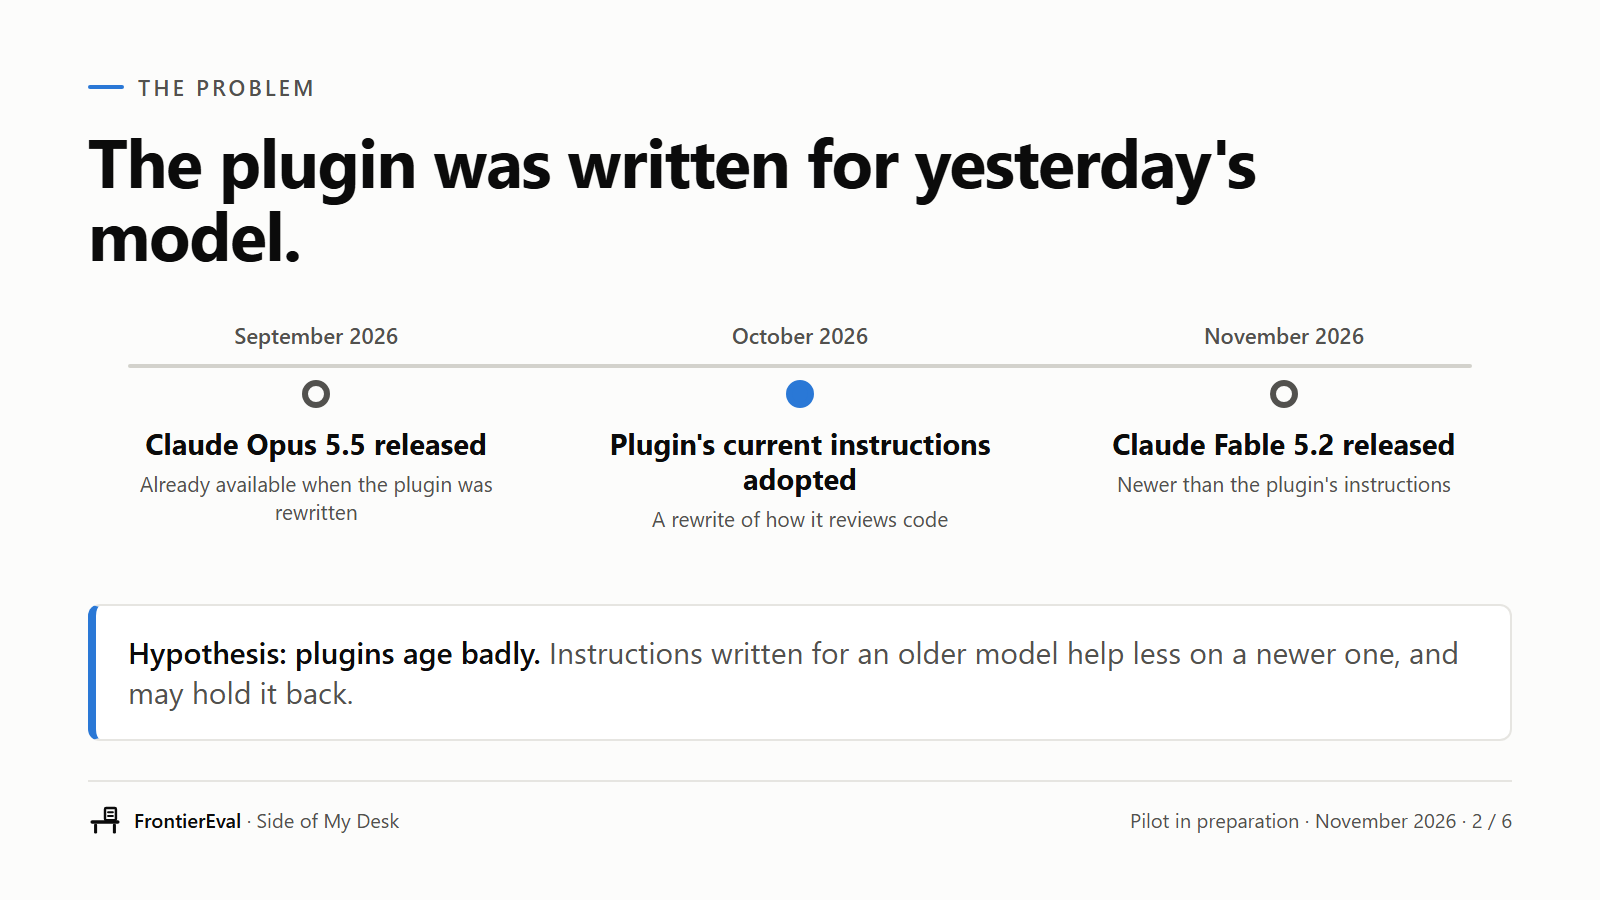 THE PROBLEM
The plugin was written for yesterday's
model.
September 2026
October 2026
November 2026
Claude Opus 5.5 released
Already available when the plugin was
rewritten
Plugin's current instructions
adopted
A rewrite of how it reviews code
Claude Fable 5.2 released
Newer than the plugin's instructions
Hypothesis: plugins age badly. Instructions written for an older model help less on a newer one, and
may hold it back.
FrontierEval · Side of My Desk
Pilot in preparation · November 2026 · 2 / 6